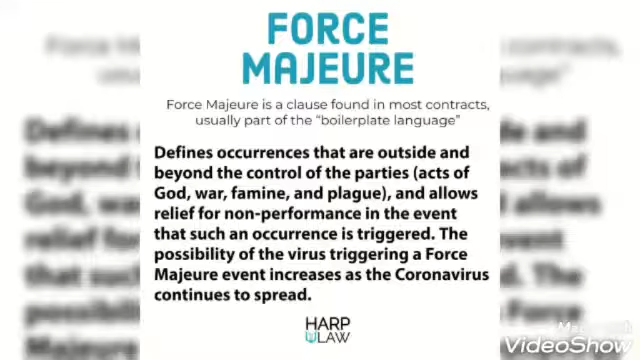 FORCE
MAJEURE
Force Majeure is a clause found in most contracts,
usually part of the "boilerplate language"
Defines occurrences that are outside and
beyond the control of the parties (acts of
God, war, famine, and plague), and allows
relief for non-performance in the event
that such an occurrence is triggered. The
possibility of the virus triggering a Force
Majeure event increases as the Coronavirus
continues to spread.
HARP
LAW
VideoShow